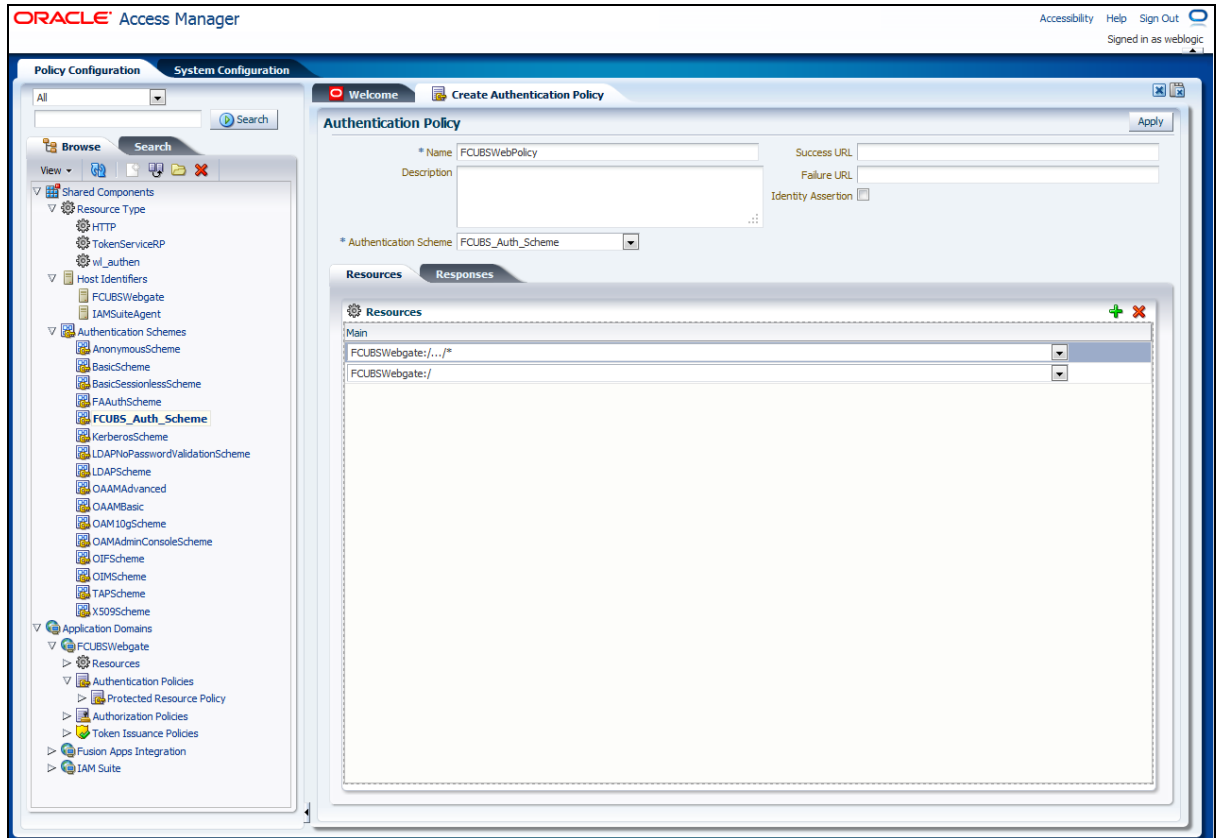 ORACLE Access Manager
Accessibility Help Sign Out
Signed in as weblogic
Policy Configuration System Configuration
All
Search
Browse Search
View
Shared Components
Resource Type
HTTP
TokenServiceRP
wl_authen
Host Identifiers
FCUBSWebgate
IAMSuiteAgent
Authentication Schemes
AnonymousScheme
BasicScheme
BasicSessionlessScheme
FAAuthScheme
FCUBS_Auth_Scheme
KerberosScheme
LDAPNoPasswordValidationScheme
LDAPScheme
OAAMAdvanced
OAAMBasic
OAM10gScheme
OAMAdminConsoleScheme
OIFScheme
OIMScheme
TAPScheme
X509Scheme
Application Domains
FCUBSWebgate
Resources
Authentication Policies
Protected Resource Policy
Authorization Policies
Token Issuance Policies
Fusion Apps Integration
IAM Suite
Welcome Create Authentication Policy
Authentication Policy Apply
* Name FCUBSWebPolicy Success URL
Description Failure URL
Identity Assertion
* Authentication Scheme FCUBS_Auth_Scheme
Resources Responses
Resources
Main
FCUBSWebgate:/.../*
FCUBSWebgate:/